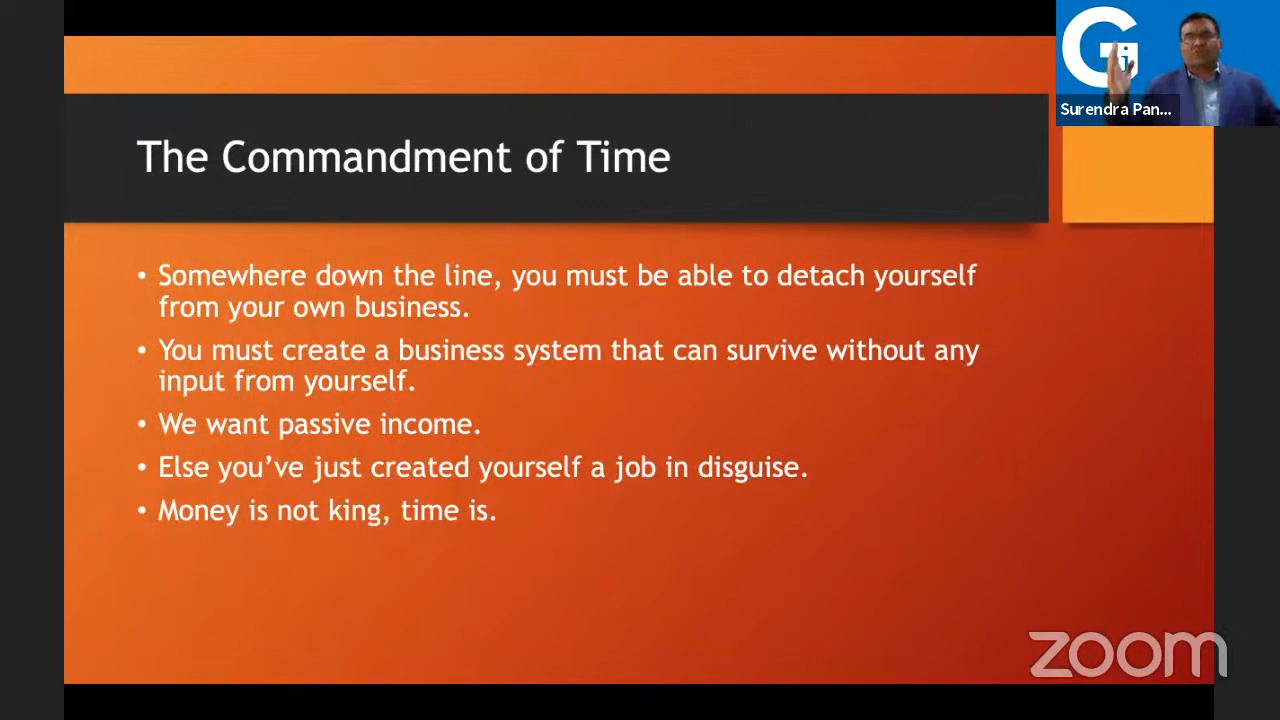 Surendra Pan...
The Commandment of Time
• Somewhere down the line, you must be able to detach yourself
from your own business.
• You must create a business system that can survive without any
input from yourself.
• We want passive income.
• Else you’ve just created yourself a job in disguise.
• Money is not king, time is.
zoom